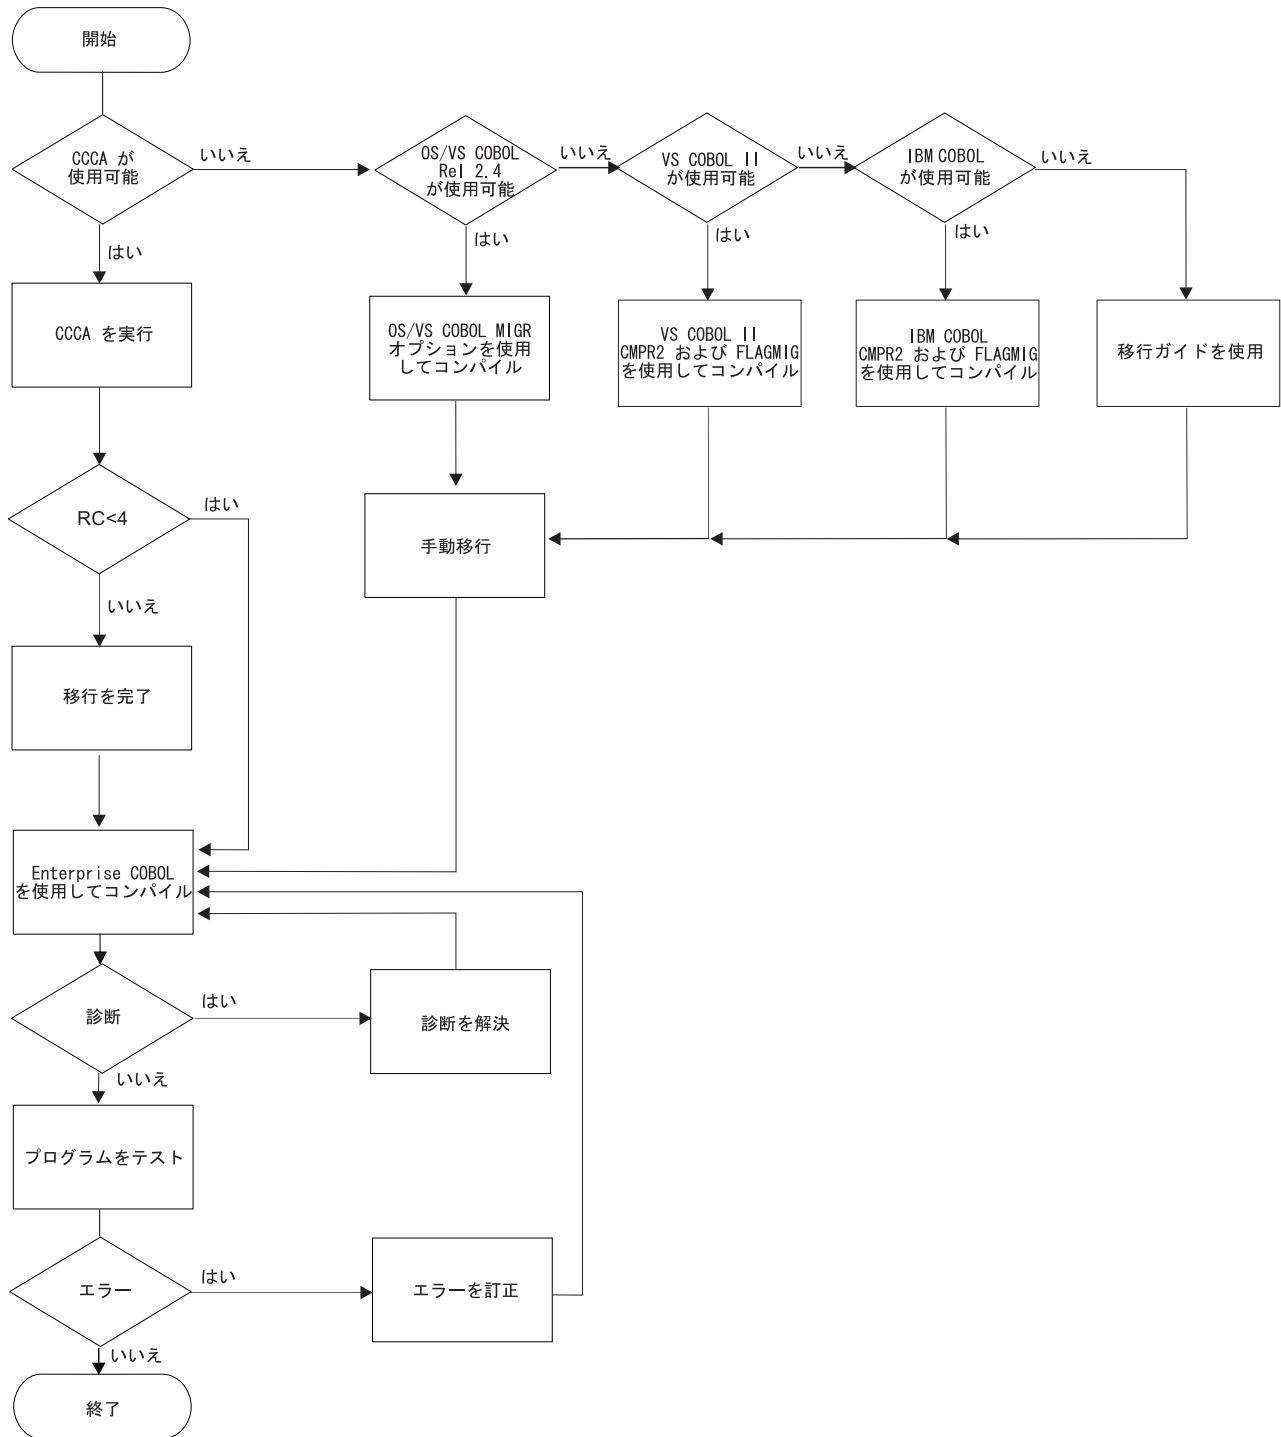 開始
CCCA が
使用可能
いいえ
OS/VS COBOL
Rel 2.4
が使用可能
いいえ
VS COBOL II
が使用可能
いいえ
IBM COBOL
が使用可能
いいえ
はい
はい
はい
はい
CCCA を実行
OS/VS COBOL MIGR
オプションを使用
してコンパイル
VS COBOL II
CMPR2 および FLAGMIG
を使用してコンパイル
IBM COBOL
CMPR2 および FLAGMIG
を使用してコンパイル
移行ガイドを使用
RC<4
はい
手動移行
いいえ
移行を完了
Enterprise COBOL
を使用してコンパイル
診断
はい
診断を解決
いいえ
プログラムをテスト
エラー
はい
エラーを訂正
いいえ
終了